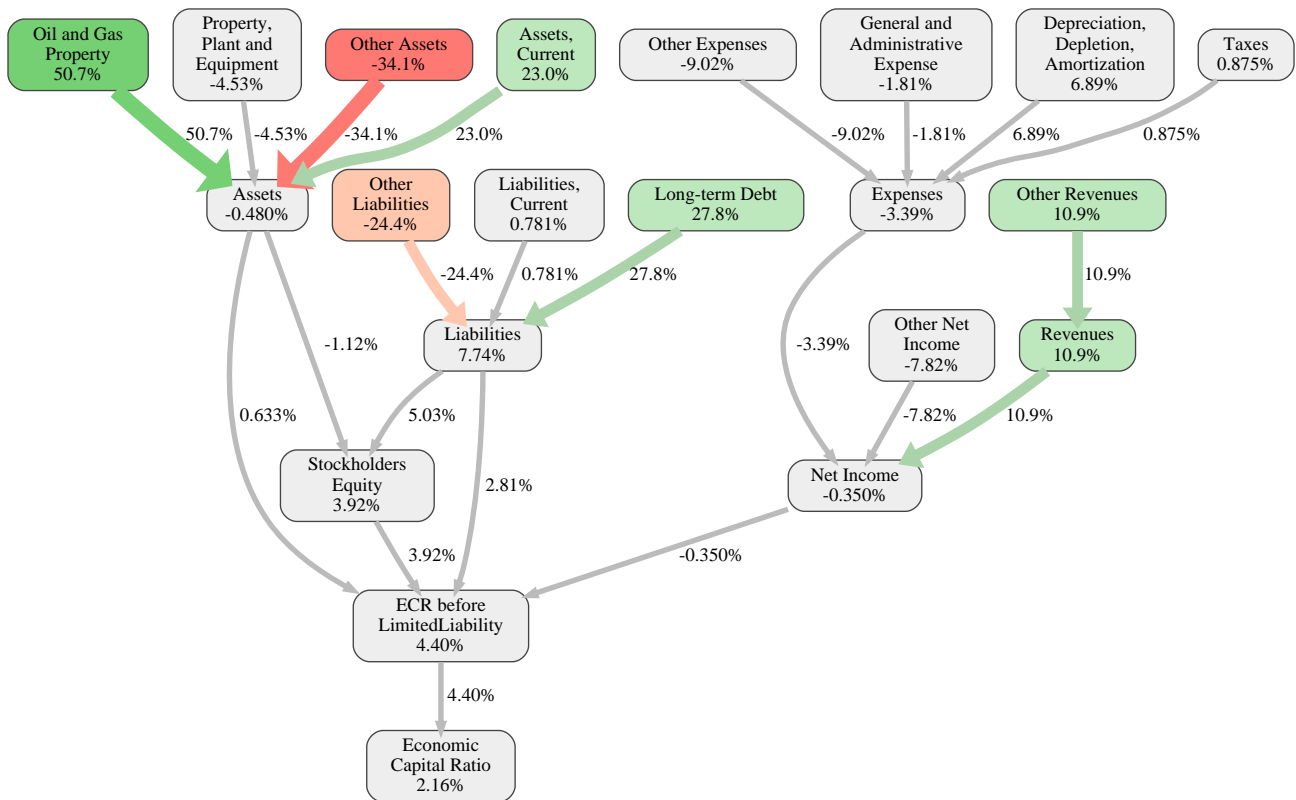 Oil and Gas
Property
50.7%
Property,
Plant and
Equipment
-4.53%
Other Assets
-34.1%
Assets,
Current
23.0%
Other Expenses
-9.02%
General and
Administrative
Expense
-1.81%
Depreciation,
Depletion,
Amortization
6.89%
Taxes
0.875%
50.7%
-4.53%
-34.1%
23.0%
-9.02%
-1.81%
6.89%
0.875%
Assets
-0.480%
Other
Liabilities
-24.4%
Liabilities,
Current
0.781%
Long-term Debt
27.8%
Expenses
-3.39%
Other Revenues
10.9%
-24.4%
0.781%
27.8%
10.9%
-1.12%
Liabilities
7.74%
-3.39%
Other Net
Income
-7.82%
Revenues
10.9%
0.633%
5.03%
-7.82%
10.9%
Stockholders
Equity
3.92%
2.81%
Net Income
-0.350%
3.92%
-0.350%
ECR before
LimitedLiability
4.40%
4.40%
Economic
Capital Ratio
2.16%